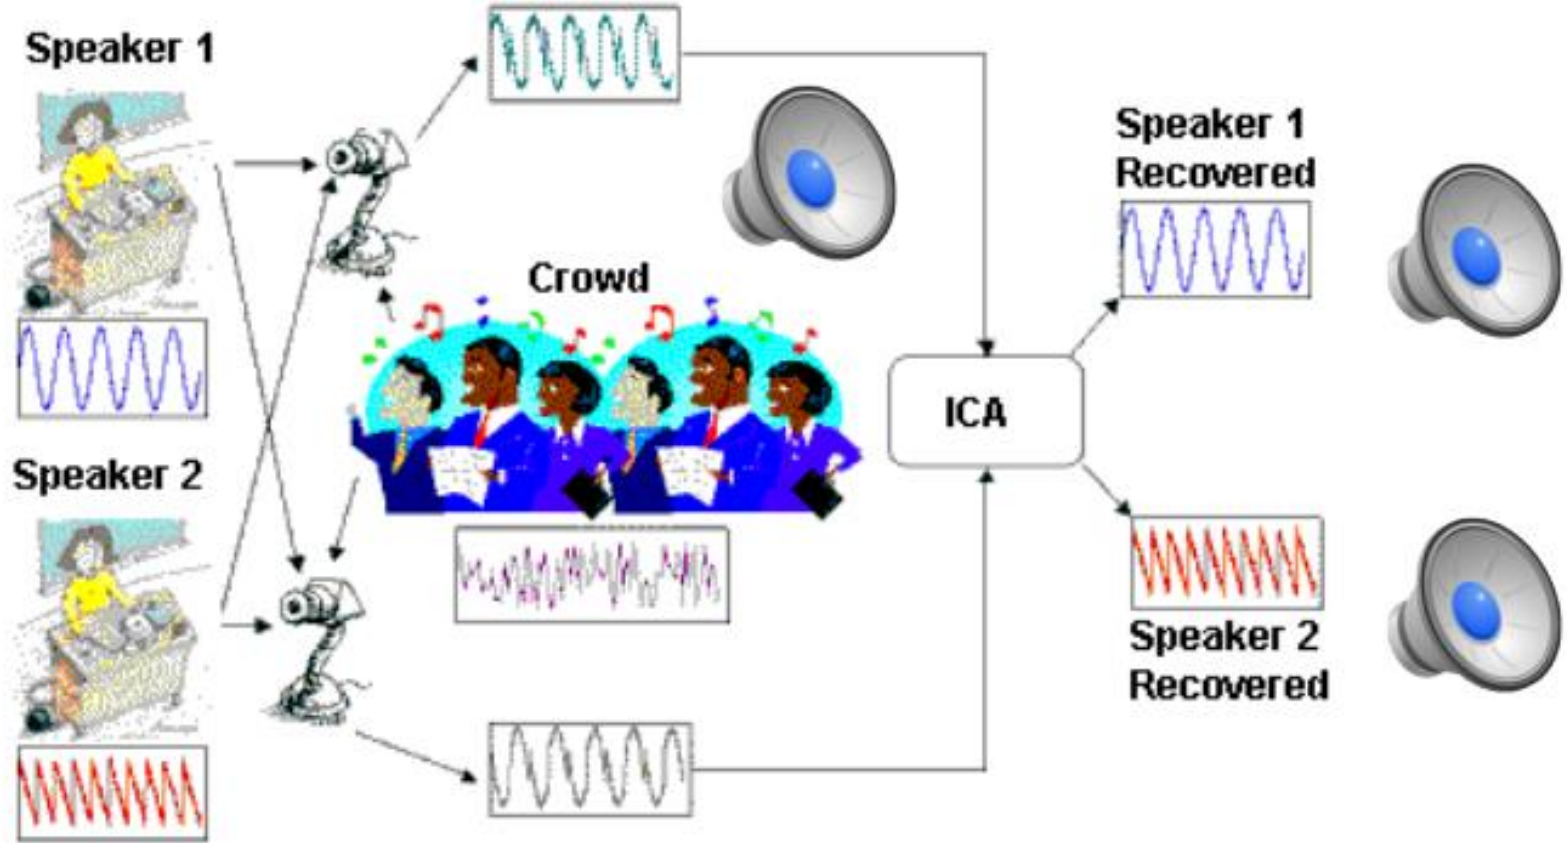 Speaker 1
Speaker 2
Crowd
ICA
Speaker 1
Recovered
Speaker 2
Recovered